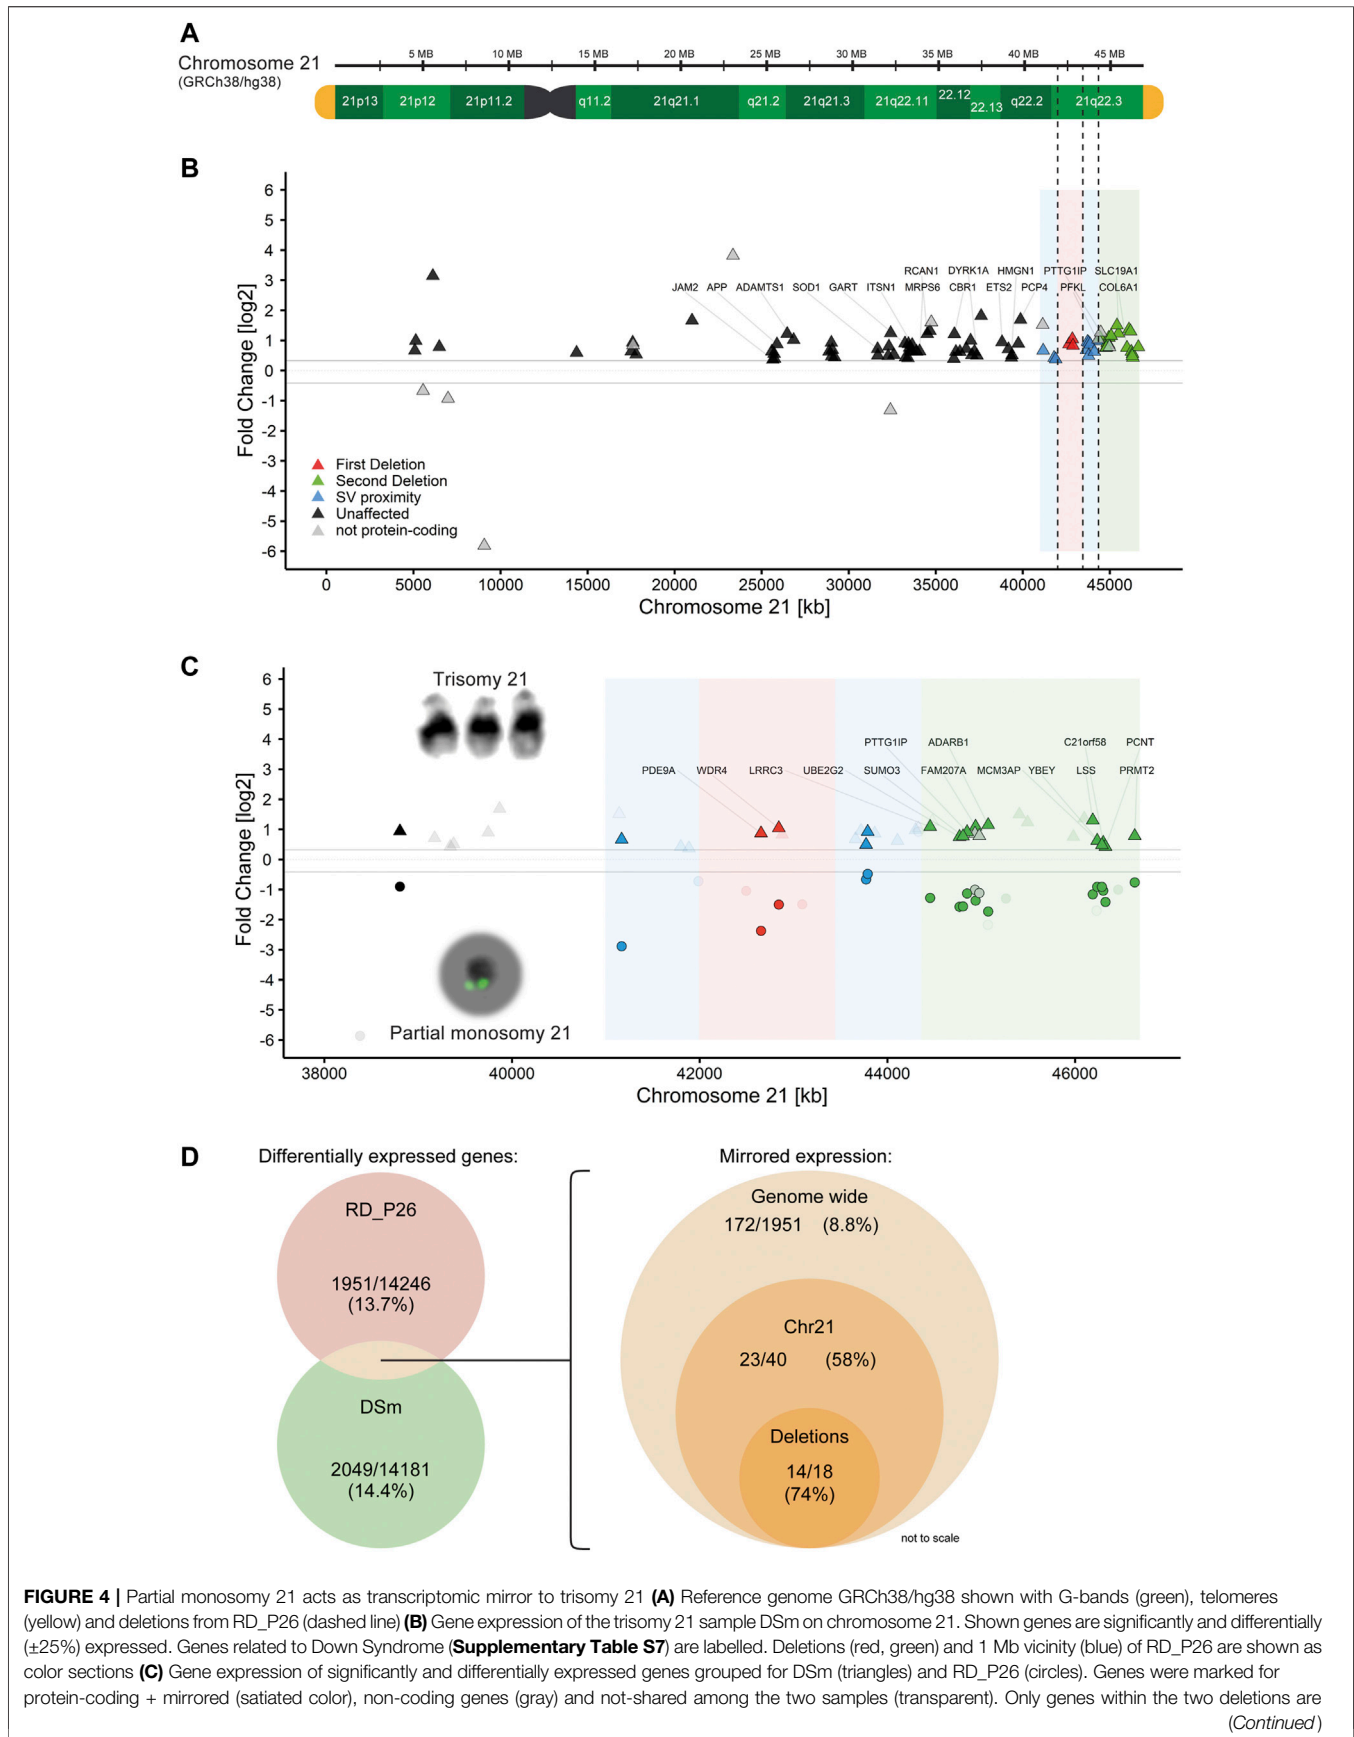 A
Chromosome 21
(GRCh38/hg38)
5 MB 10 MB 15 MB 20 MB 25 MB 30 MB 35 MB 40 MB 45 MB
21p13 21p12 21p11.2 q11.2 21q21.1 q21.2 21q21.3 21q22.11 22.12 22.13 q22.2 21q22.3
B
Fold Change [log2]
6
5
4
3
2
1
0
-1
-2
-3
-4
-5
-6
RCAN1 DYRK1A HMGN1 PTTG1IP SLC19A1
JAM2 APP ADAMTS1 SOD1 GART ITSN1 MRPS6 CBR1 ETS2 PCP4 PFKL COL6A1
First Deletion
Second Deletion
SV proximity
Unaffected
not protein-coding
0 5000 10000 15000 20000 25000 30000 35000 40000 45000
Chromosome 21 [kb]
C
Fold Change [log2]
6
5
4
3
2
1
0
-1
-2
-3
-4
-5
-6
Trisomy 21
PTTG1IP ADARB1 C21orf58 PCNT
PDE9A WDR4 LRRC3 UBE2G2 SUMO3 FAM207A MCM3AP YBEY LSS PRMT2
Partial monosomy 21
38000 40000 42000 44000 46000
Chromosome 21 [kb]
D
Differentially expressed genes:
RD_P26
1951/14246
(13.7%)
DSm
2049/14181
(14.4%)
Mirrored expression:
Genome wide
172/1951 (8.8%)
Chr21
23/40 (58%)
Deletions
14/18
(74%)
not to scale
FIGURE 4 | Partial monosomy 21 acts as transcriptomic mirror to trisomy 21 (A) Reference genome GRCh38/hg38 shown with G-bands (green), telomeres
(yellow) and deletions from RD_P26 (dashed line) (B) Gene expression of the trisomy 21 sample DSm on chromosome 21. Shown genes are significantly and differentially
(±25%) expressed. Genes related to Down Syndrome (Supplementary Table S7) are labelled. Deletions (red, green) and 1 Mb vicinity (blue) of RD_P26 are shown as
color sections (C) Gene expression of significantly and differentially expressed genes grouped for DSm (triangles) and RD_P26 (circles). Genes were marked for
protein-coding + mirrored (satiated color), non-coding genes (gray) and not-shared among the two samples (transparent). Only genes within the two deletions are
(Continued)